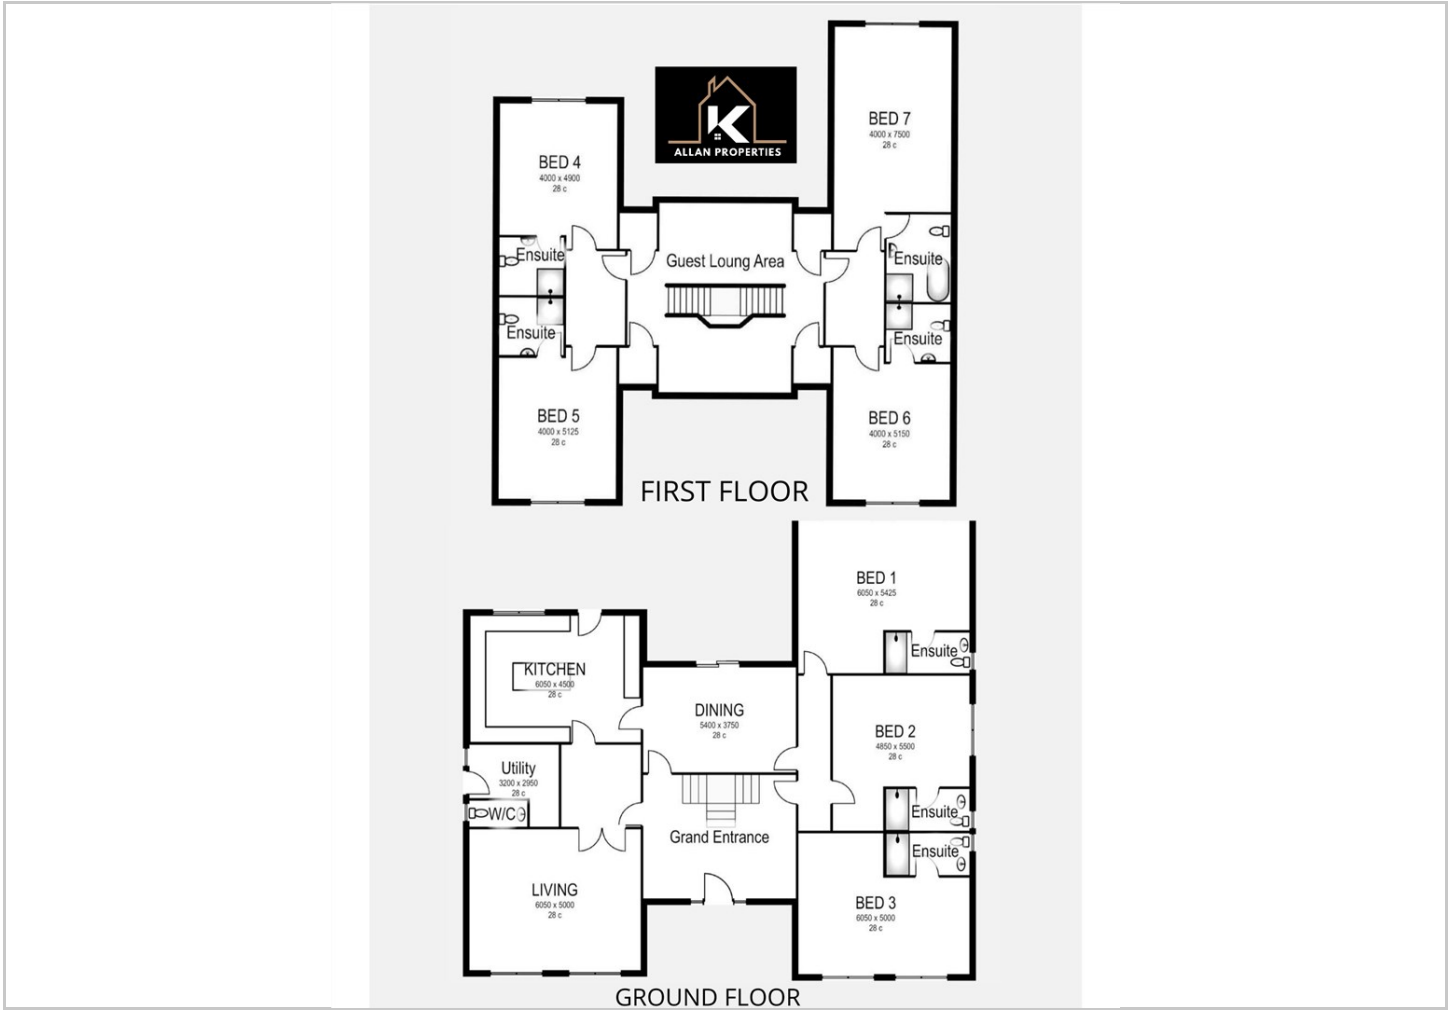 BED 7
4000 x 7500
28 c
K
ALLAN PROPERTIES
BED 4
4000 x 4900
28 c
Ensuite
Guest Loung Area
Ensuite
Ensuite
Ensuite
BED 5
4000 x 5125
28 c
BED 6
4000 x 5150
28 c
FIRST FLOOR
BED 1
6050 x 5425
28 c
Ensuite
KITCHEN
6050 x 4500
28 c
DINING
5400 x 3750
28 c
BED 2
4850 x 5500
28 c
Utility
3200 x 2950
28 c
W/C
Ensuite
Grand Entrance
Ensuite
LIVING
6050 x 5000
28 c
BED 3
6050 x 5000
28 c
GROUND FLOOR